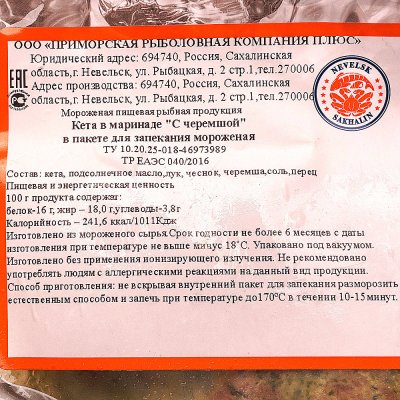 ООО «ПРИМОРСКАЯ РЫБОЛОВНАЯ КОМПАНИЯ ПЛЮС»
Юридический адрес: 694740, Россия, Сахалинская
область,г. Невельск, ул. Рыбацкая, д. 2 стр.1,тел.270006
Адрес производства: 694740, Россия, Сахалинская
область,г. Невельск, ул. Рыбацкая, д. 2 стр.1,тел.270006
EAC
NEVELSK
SAKHALIN
Мороженая пищевая рыбная продукция
Кета в маринаде "С черемшой"
в пакете для запекания мороженая
ТУ 10.20.25-018-46973989
ТР ЕАЭС 040/2016
Состав: кета, подсолнечное масло,лук, чеснок, черемша,соль,перец
Пищевая и энергетическая ценность
100 г продукта содержат:
белок-16 г, жир – 18,0 г,углеводы-3,8г
Калорийность – 241,6 ккал/1011Кдж
Изготовлено из мороженого сырья.Срок годности не более 6 месяцев с даты
изготовления при температуре не выше минус 18°С. Упаковано под вакуумом.
Изготовлено без применения ионизирующего излучения. Не рекомендовано
употреблять людям с аллергическими реакциями на данный вид продукции.
Способ приготовления: не вскрывая внутренний пакет для запекания разморозить
естественным способом и запечь при температуре до170°С в течении 10-15минут.